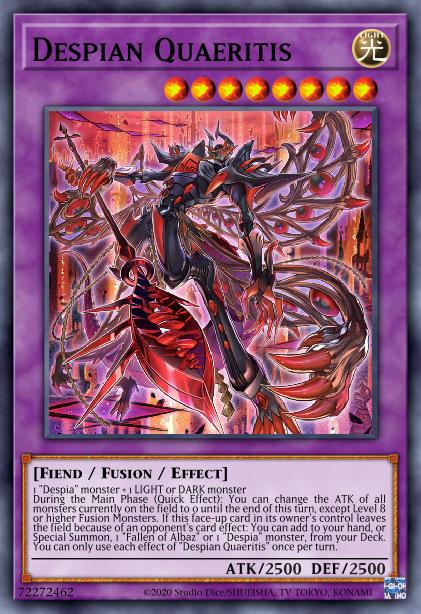 DESPIAN QUAERITIS
LIGHT
光
[FIEND / FUSION / EFFECT]
1 "Despia" monster + 1 LIGHT or DARK monster
During the Main Phase (Quick Effect): You can change the ATK of all
monsters currently on the field to 0 until the end of this turn, except Level 8
or higher Fusion Monsters. If this face-up card in its owner's control leaves
the field because of an opponent's card effect: You can add to your hand, or
Special Summon, 1 "Fallen of Albaz" or 1 "Despia" monster, from your Deck.
You can only use each effect of "Despian Quaeritis" once per turn.
ATK/2500 DEF/2500
72272462
©2020 Studio Dice/SHUEISHA, TV TOKYO, KONAMI